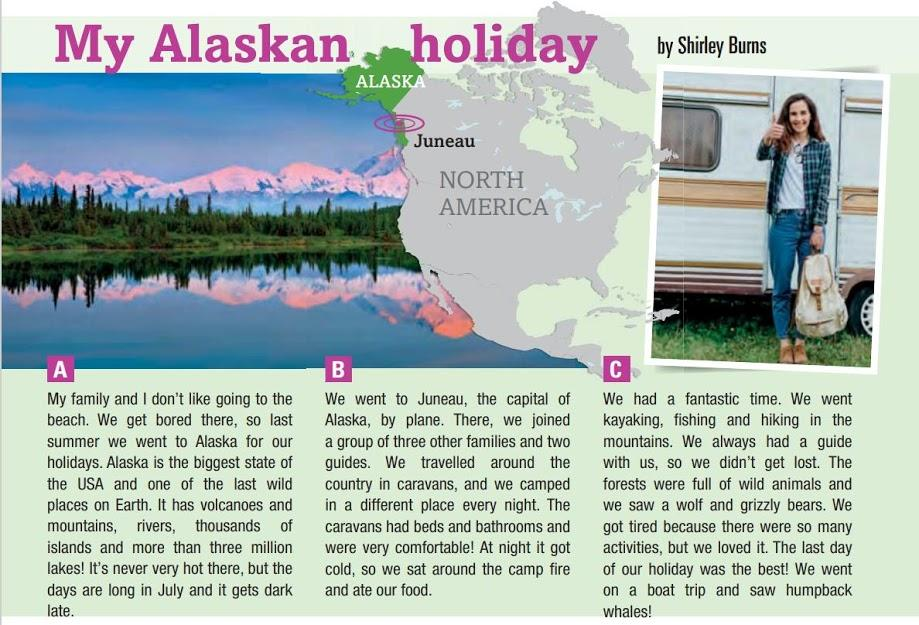 My Alaskan holiday
by Shirley Burns
ALASKA
Juneau
NORTH
AMERICA
A
My family and I don't like going to the
beach. We get bored there, so last
summer we went to Alaska for our
holidays. Alaska is the biggest state of
the USA and one of the last wild
places on Earth. It has volcanoes and
mountains, rivers, thousands of
islands and more than three million
lakes! It's never very hot there, but the
days are long in July and it gets dark
late.
B
We went to Juneau, the capital of
Alaska, by plane. There, we joined
a group of three other families and two
guides. We travelled around the
country in caravans, and we camped
in a different place every night. The
caravans had beds and bathrooms and
were very comfortable! At night it got
cold, so we sat around the camp fire
and ate our food.
C
We had a fantastic time. We went
kayaking, fishing and hiking in the
mountains. We always had a guide
with us, so we didn't get lost. The
forests were full of wild animals and
we saw a wolf and grizzly bears. We
got tired because there were so many
activities, but we loved it. The last day
of our holiday was the best! We went
on a boat trip and saw humpback
whales!